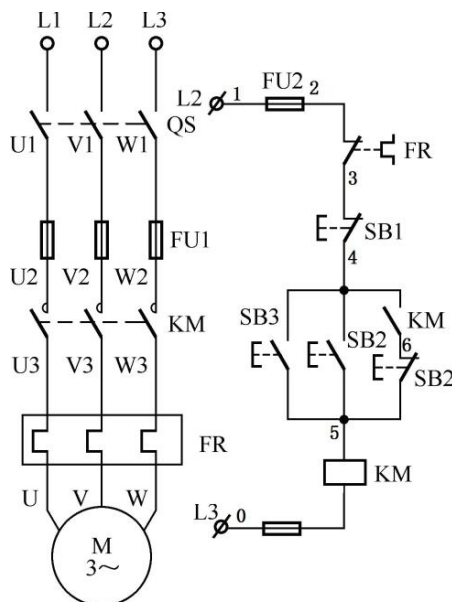 L1 L2 L3
L2 1 FU2 2
QS
U1 V1 W1
FR
3
SB1
FU1
4
U2 V2 W2
KM
SB3 SB2 KM
6
SB2
U3 V3 W3
5
FR
KM
U V W
L3 0
M
3～